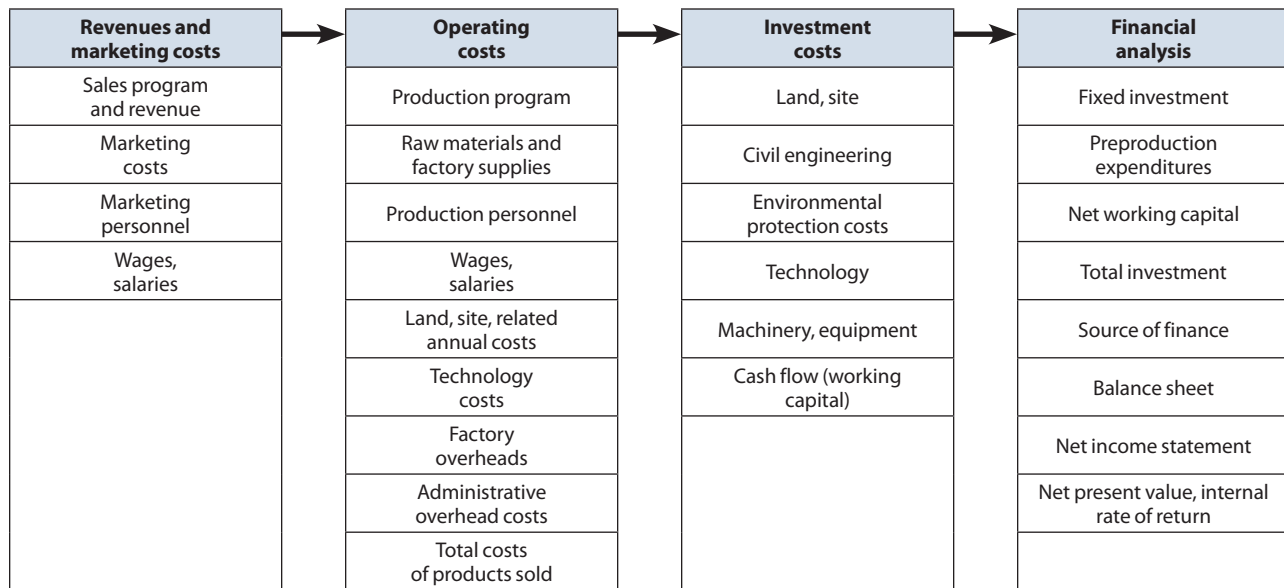 Revenues and
marketing costs
Sales program
and revenue
Marketing
costs
Marketing
personnel
Wages,
salaries
Operating
costs
Production program
Raw materials and
factory supplies
Production personnel
Wages,
salaries
Land, site, related
annual costs
Technology
costs
Factory
overheads
Administrative
overhead costs
Total costs
of products sold
Investment
costs
Land, site
Civil engineering
Environmental
protection costs
Technology
Machinery, equipment
Cash flow (working
capital)
Financial
analysis
Fixed investment
Preproduction
expenditures
Net working capital
Total investment
Source of finance
Balance sheet
Net income statement
Net present value, internal
rate of return